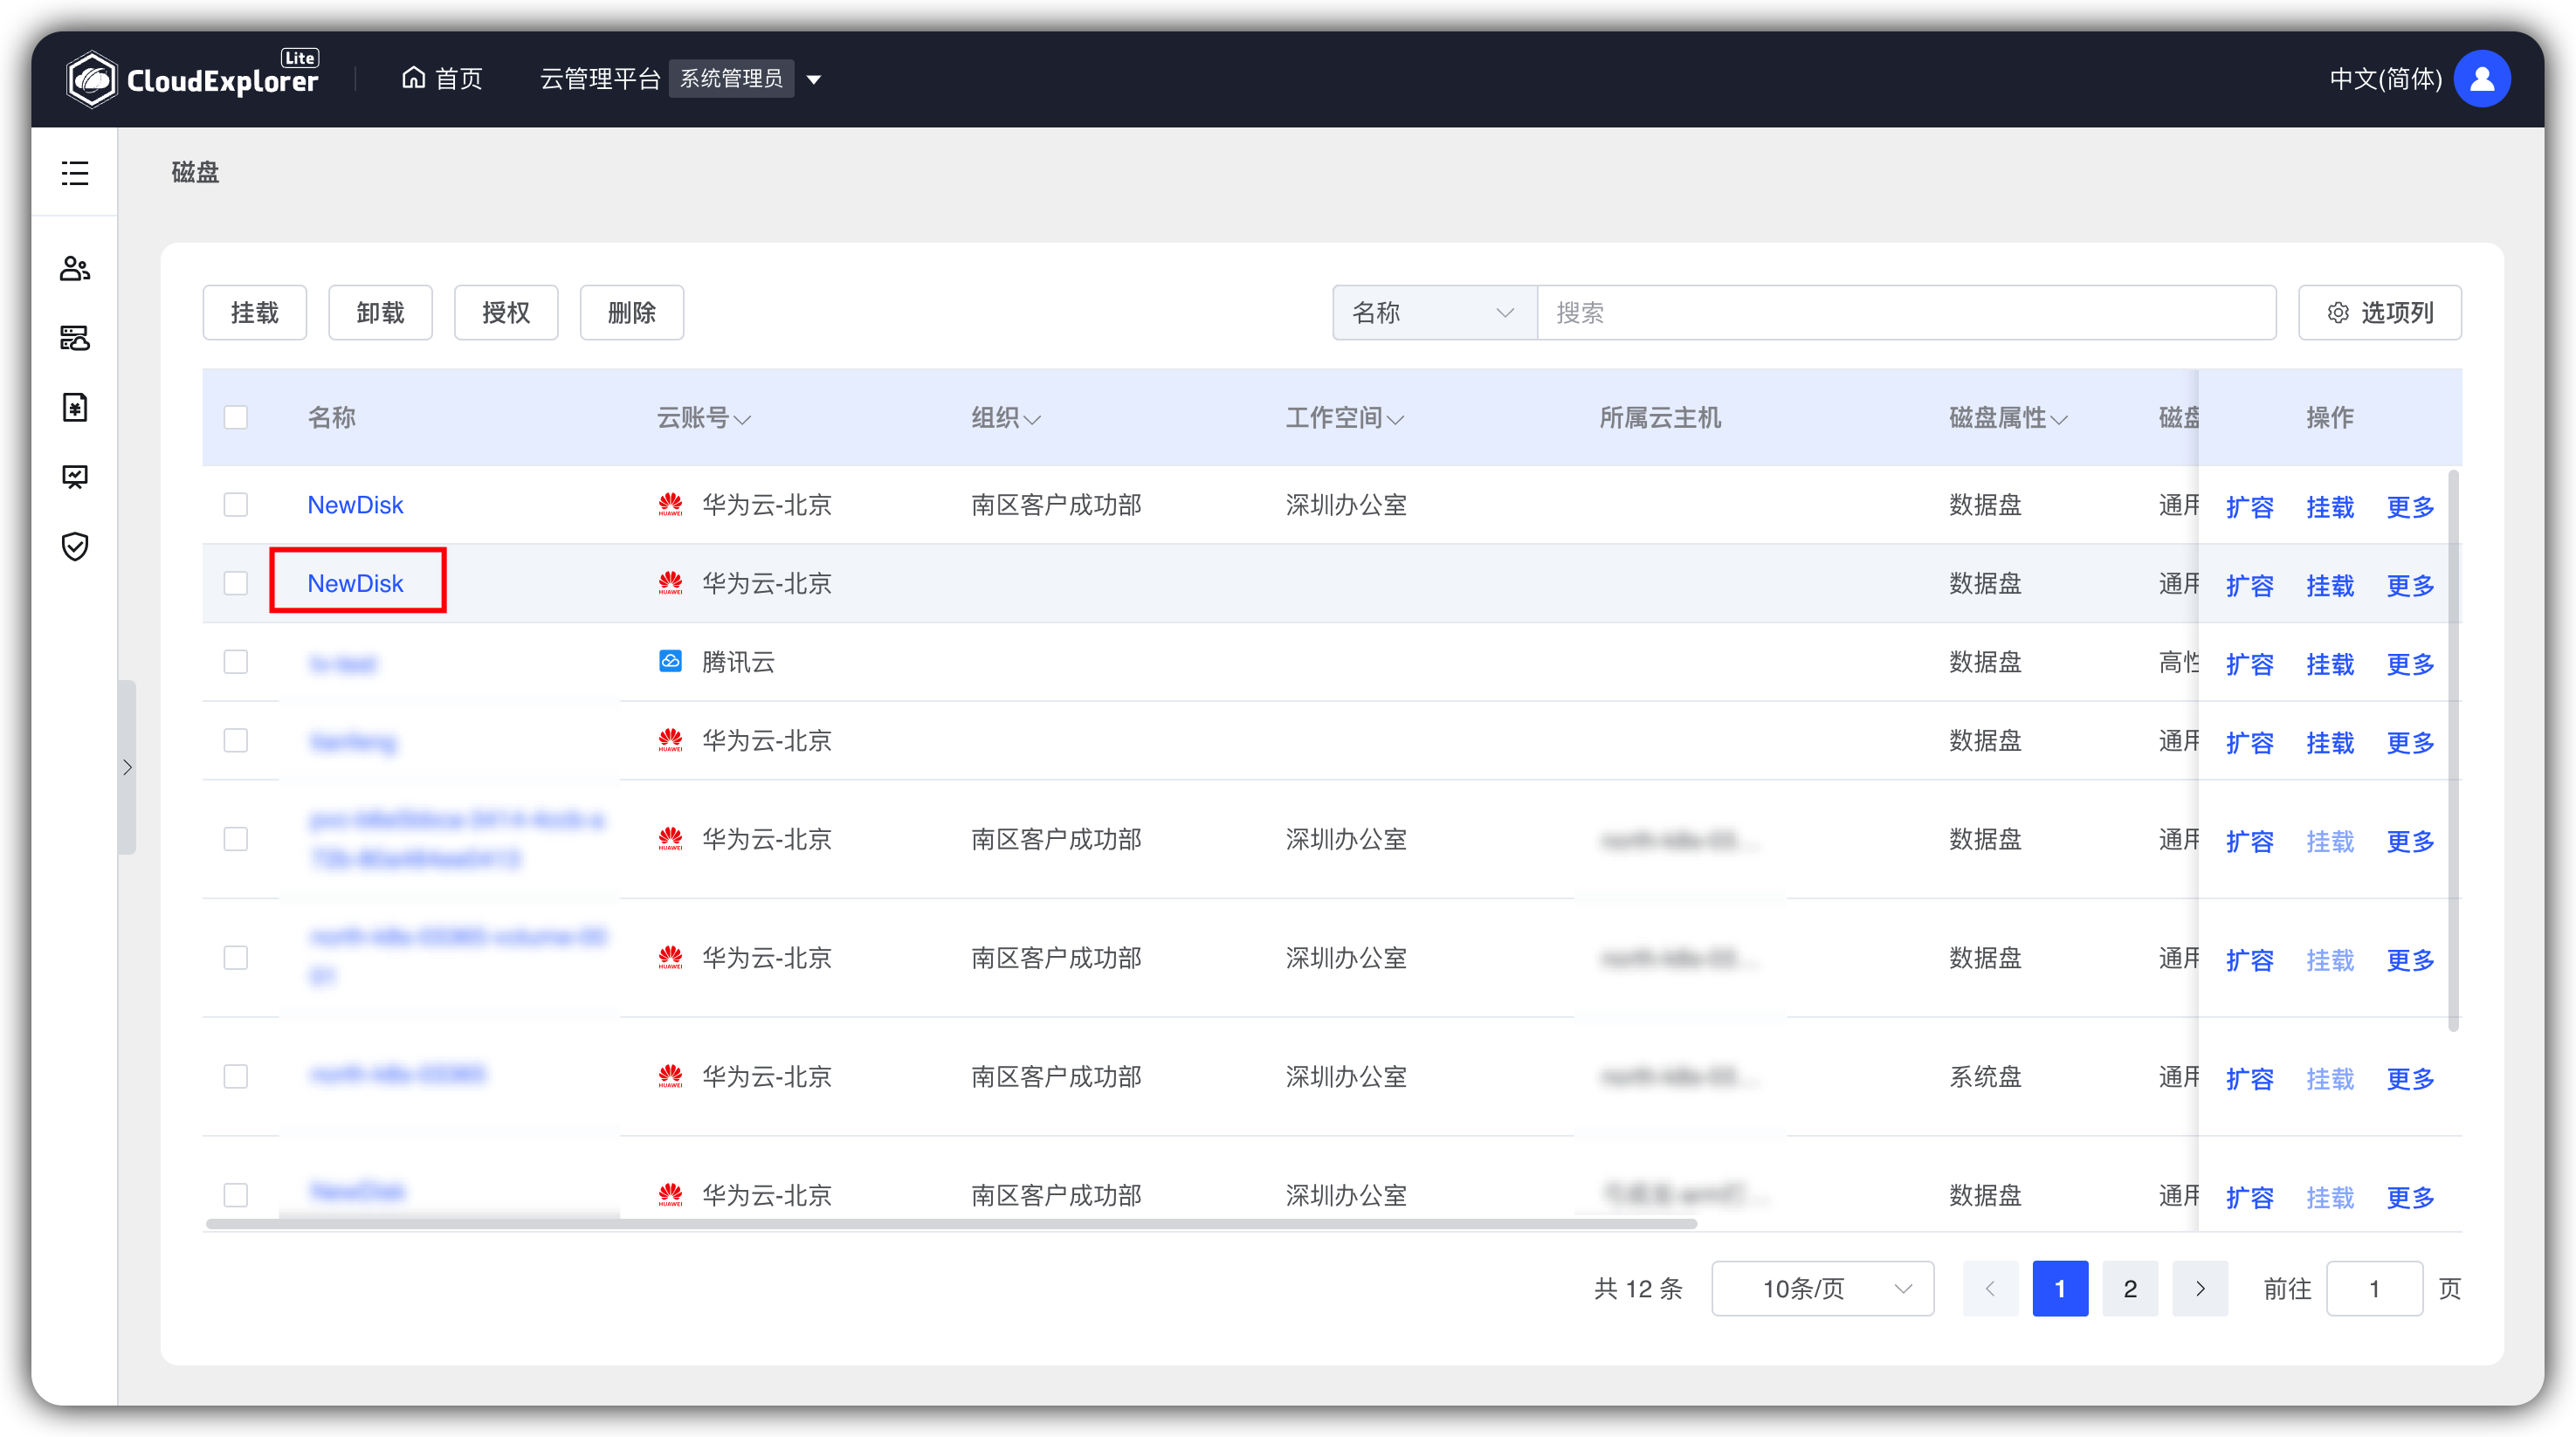 CloudExplorer Lite 首页 云管理平台 系统管理员 中文(简体)
磁盘
挂载 卸载 授权 删除 名称 搜索 选项列
名称 云账号 组织 工作空间 所属云主机 磁盘属性 磁盘 操作
NewDisk HUAWEI 华为云-北京 南区客户成功部 深圳办公室 数据盘 通用 扩容 挂载 更多
NewDisk HUAWEI 华为云-北京 数据盘 通用 扩容 挂载 更多
腾讯云 数据盘 高性 扩容 挂载 更多
HUAWEI 华为云-北京 数据盘 通用 扩容 挂载 更多
HUAWEI 华为云-北京 南区客户成功部 深圳办公室 数据盘 通用 扩容 挂载 更多
HUAWEI 华为云-北京 南区客户成功部 深圳办公室 数据盘 通用 扩容 挂载 更多
HUAWEI 华为云-北京 南区客户成功部 深圳办公室 系统盘 通用 扩容 挂载 更多
HUAWEI 华为云-北京 南区客户成功部 深圳办公室 数据盘 通用 扩容 挂载 更多
共 12 条 10条/页 1 2 前往 1 页